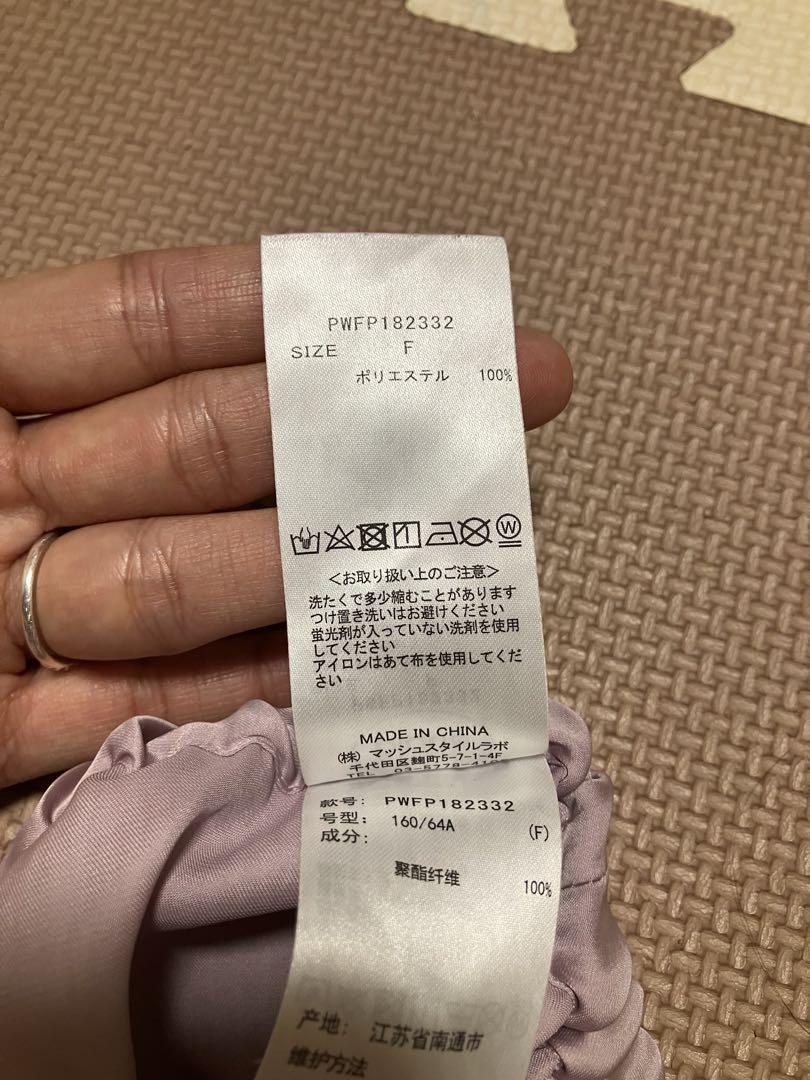 PWFP182332
SIZE F
ポリエステル 100%
W
<お取り扱い上のご注意>
洗たくで多少縮むことがあります
つけ置き洗いはお避けください
蛍光剤が入っていない洗剤を使用
してください
アイロンはあて布を使用してくだ
さい
MADE IN CHINA
(株) マッシュスタイルラボ
千代田区麹町5-7-1-4F
TEL 03-5778-4
款号: PWFP182332
号型: 160/64A (F)
成分:
聚酯纤维 100%
产地: 江苏省南通市
维护方法